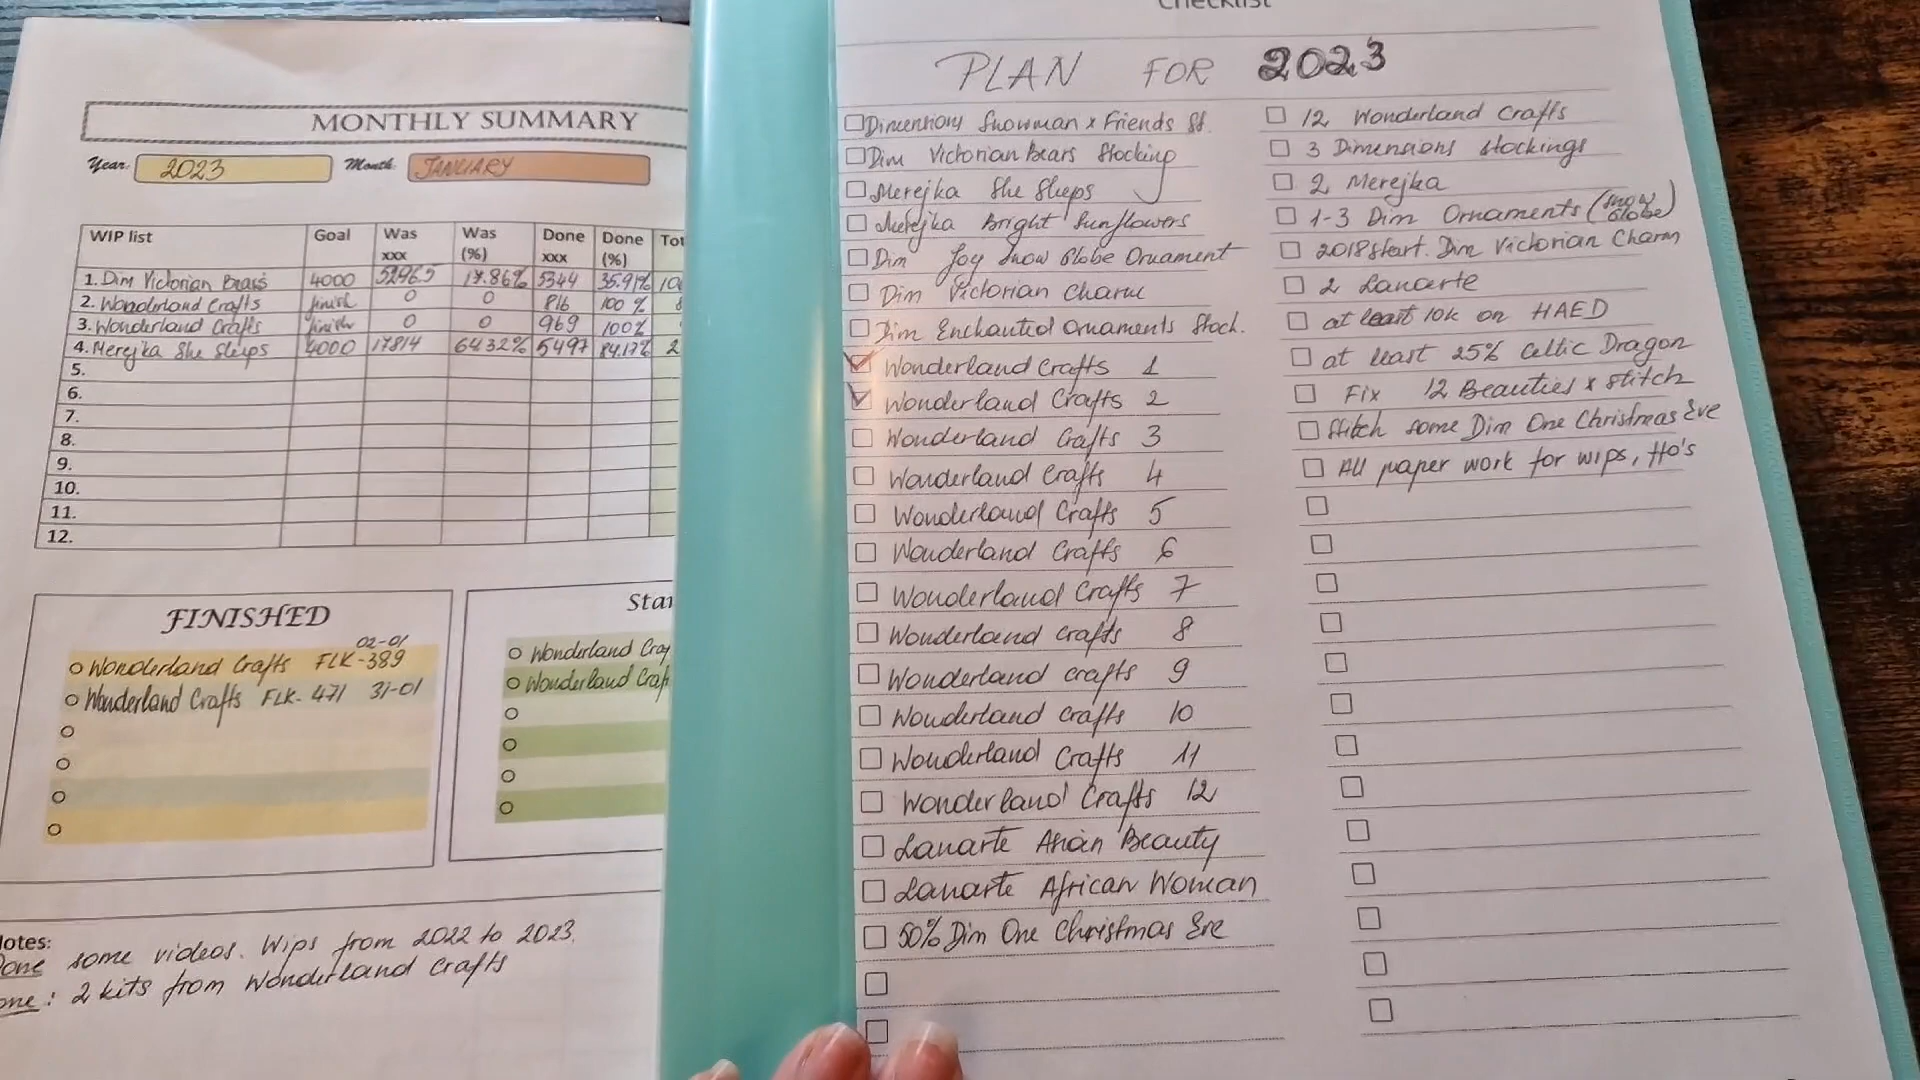 MONTHLY SUMMARY
Year: 2023 Month: JANUARY
WIP list Goal Was xxx Was (%) Done xxx Done (%) Tot
1. Dim Victorian Bears 4000 17.86% 5344 35.91% 10
2. Wonderland Crafts finish 0 0 816 100% 8
3. Wonderland Crafts finish 0 0 969 100%
4. Merejka She Sleeps 4000 17814 64.32% 5497 84.17% 2
5.
6.
7.
8.
9.
10.
11.
12.
FINISHED
Wonderland Crafts FLK-389 02-01
Wonderland Crafts FLK-471 31-01
Star
Wonderland Craf
Wonderland Craf
Notes:
Done some videos. Wips from 2022 to 2023.
one: 2 kits from Wonderland Crafts
Checklist
PLAN FOR 2023
Dimensions Snowman & Friends St.
Dim Victorian Bears Stocking
Merejka She Sleeps
Merejka Bright Sunflowers
Dim Joy Snow Globe Ornament
Dim Victorian Charm
Dim Enchanted Ornaments Stock.
Wonderland Crafts 1
Wonderland Crafts 2
Wonderland Crafts 3
Wonderland Crafts 4
Wonderland Crafts 5
Wonderland Crafts 6
Wonderland Crafts 7
Wonderland Crafts 8
Wonderland crafts 9
Wonderland crafts 10
Wonderland Crafts 11
Wonderland Crafts 12
Lanarte Asian Beauty
Lanarte African Woman
50% Dim One Christmas Eve
12 Wonderland Crafts
3 Dimensions stockings
2 Merejka
1-3 Dim Ornaments (Snow Globe)
2018 start. Dim Victorian Charm
2 Lanarte
at least 10k on HAED
at least 25% Celtic Dragon
Fix 12 Beauties & stitch
Stitch some Dim One Christmas Eve
All paper work for wips, Ho's